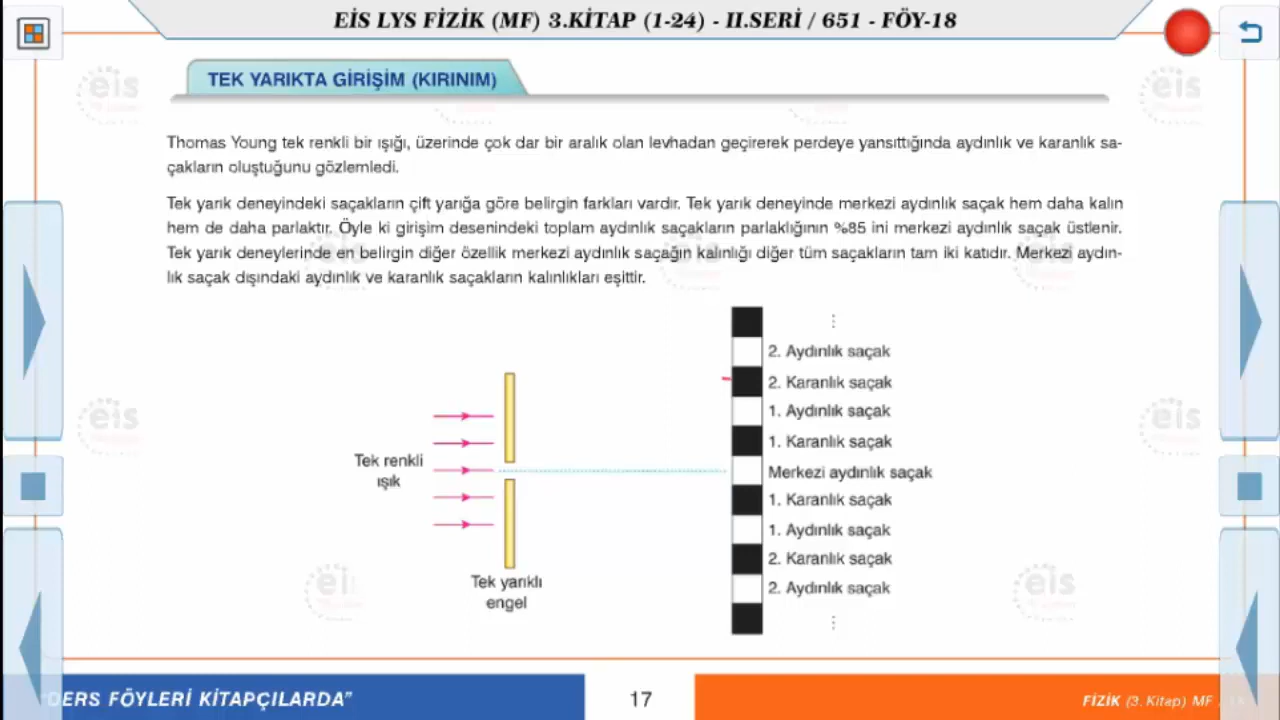 EİS LYS FİZİK (MF) 3.KİTAP (1-24) - II.SERİ / 651 - FÖY-18
TEK YARIKTA GİRİŞİM (KIRINIM)
Thomas Young tek renkli bir ışığı, üzerinde çok dar bir aralık olan levhadan geçirerek perdeye yansıttığında aydınlık ve karanlık sa-
çakların oluştuğunu gözlemledi.
Tek yarık deneyindeki saçakların çift yarığa göre belirgin farkları vardır. Tek yarık deneyinde merkezi aydınlık saçak hem daha kalın
hem de daha parlaktır. Öyle ki girişim desenindeki toplam aydınlık saçakların parlaklığının %85 ini merkezi aydınlık saçak üstlenir.
Tek yarık deneylerinde en belirgin diğer özellik merkezi aydınlık saçağın kalınlığı diğer tüm saçakların tam iki katıdır. Merkezi aydın-
lık saçak dışındaki aydınlık ve karanlık saçakların kalınlıkları eşittir.
2. Aydınlık saçak
2. Karanlık saçak
1. Aydınlık saçak
1. Karanlık saçak
Merkezi aydınlık saçak
1. Karanlık saçak
1. Aydınlık saçak
2. Karanlık saçak
2. Aydınlık saçak
Tek renkli
ışık
Tek yarıklı
engel
eis
eis
eis
eis
eis
eis
eis
eis
"DERS FÖYLERİ KİTAPÇILARDA"
17
FİZİK (3. Kitap) MF